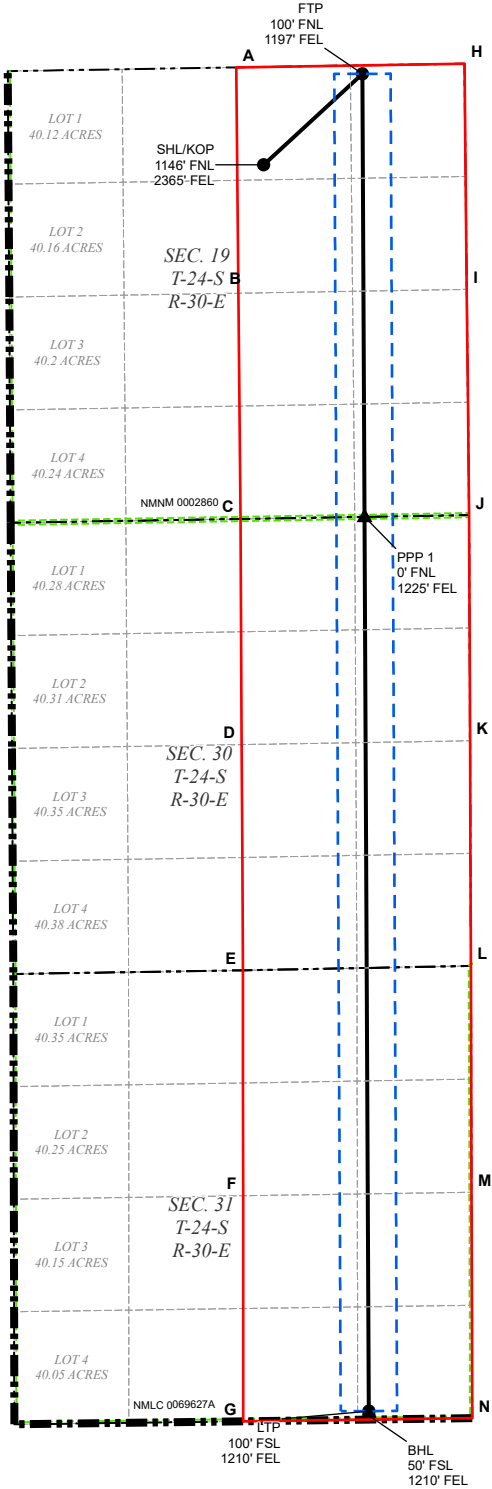 FTP
100' FNL
1197' FEL
A
H
LOT 1
40.12 ACRES
SHL/KOP
1146' FNL
2365' FEL
LOT 2
40.16 ACRES
SEC. 19
T-24-S
R-30-E
B
I
LOT 3
40.2 ACRES
LOT 4
40.24 ACRES
NMNM 0002860
C
J
PPP 1
0' FNL
1225' FEL
LOT 1
40.28 ACRES
LOT 2
40.31 ACRES
D
K
SEC. 30
T-24-S
R-30-E
LOT 3
40.35 ACRES
LOT 4
40.38 ACRES
E
L
LOT 1
40.35 ACRES
LOT 2
40.25 ACRES
F
M
SEC. 31
T-24-S
R-30-E
LOT 3
40.15 ACRES
LOT 4
40.05 ACRES
NMLC 0069627A
G
N
LTP
100' FSL
1210' FEL
BHL
50' FSL
1210' FEL